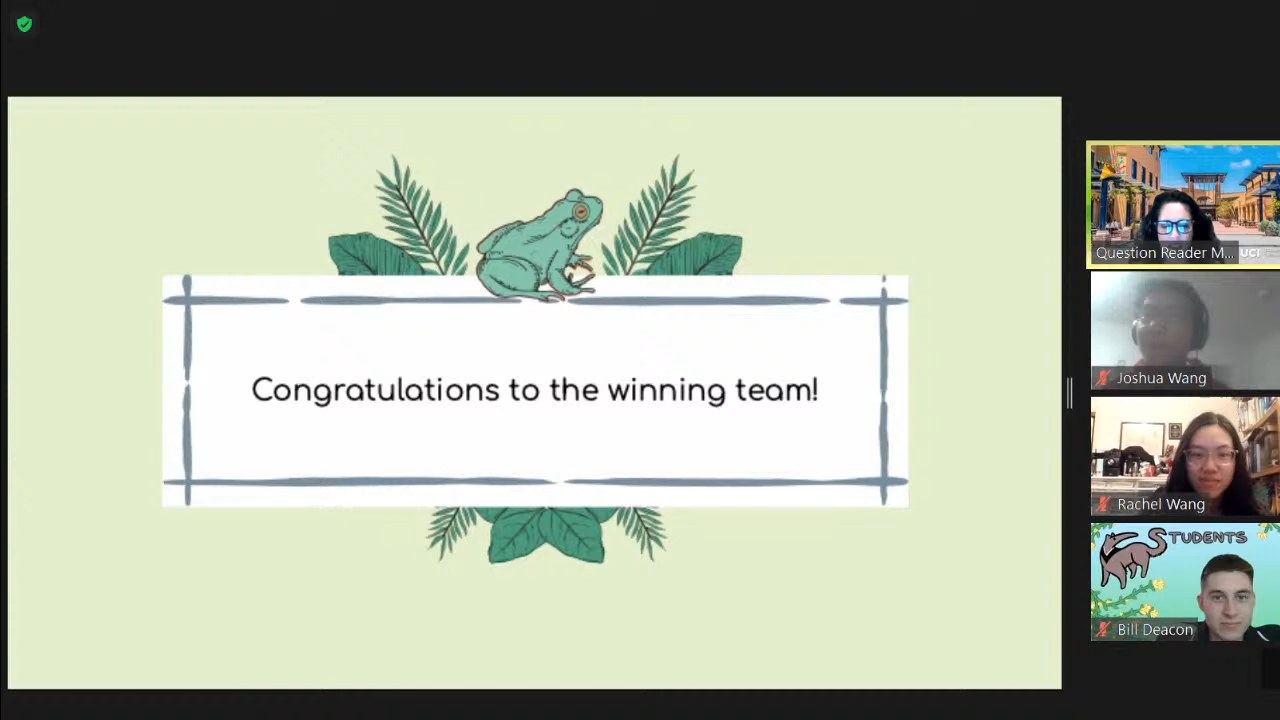 Congratulations to the winning team!
Question Reader M...
UCI
Joshua Wang
Rachel Wang
STUDENTS
Bill Deacon